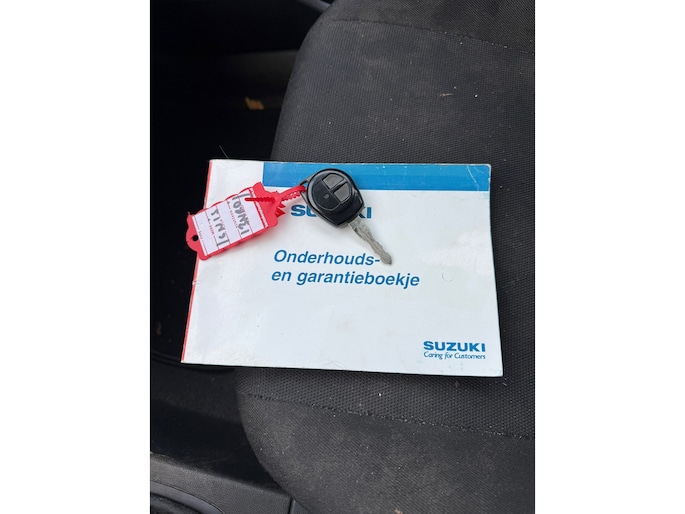 SUZUKI
Onderhouds-
en garantieboekje
SUZUKI
Caring for Customers